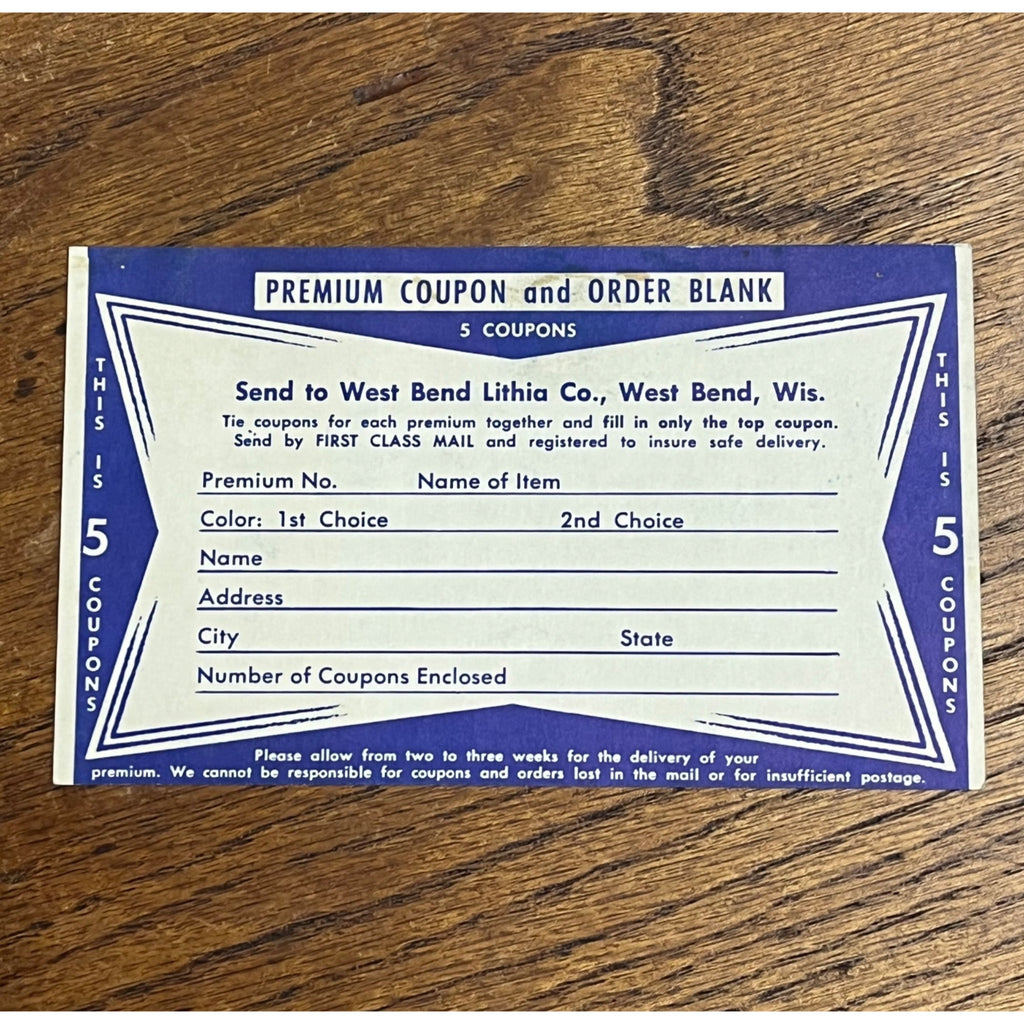 PREMIUM COUPON and ORDER BLANK
5 COUPONS
THIS IS 5 COUPONS
Send to West Bend Lithia Co., West Bend, Wis.
Tie coupons for each premium together and fill in only the top coupon.
Send by FIRST CLASS MAIL and registered to insure safe delivery.
Premium No. Name of Item
Color: 1st Choice 2nd Choice
Name
Address
City State
Number of Coupons Enclosed
THIS IS 5 COUPONS
Please allow from two to three weeks for the delivery of your
premium. We cannot be responsible for coupons and orders lost in the mail or for insufficient postage.